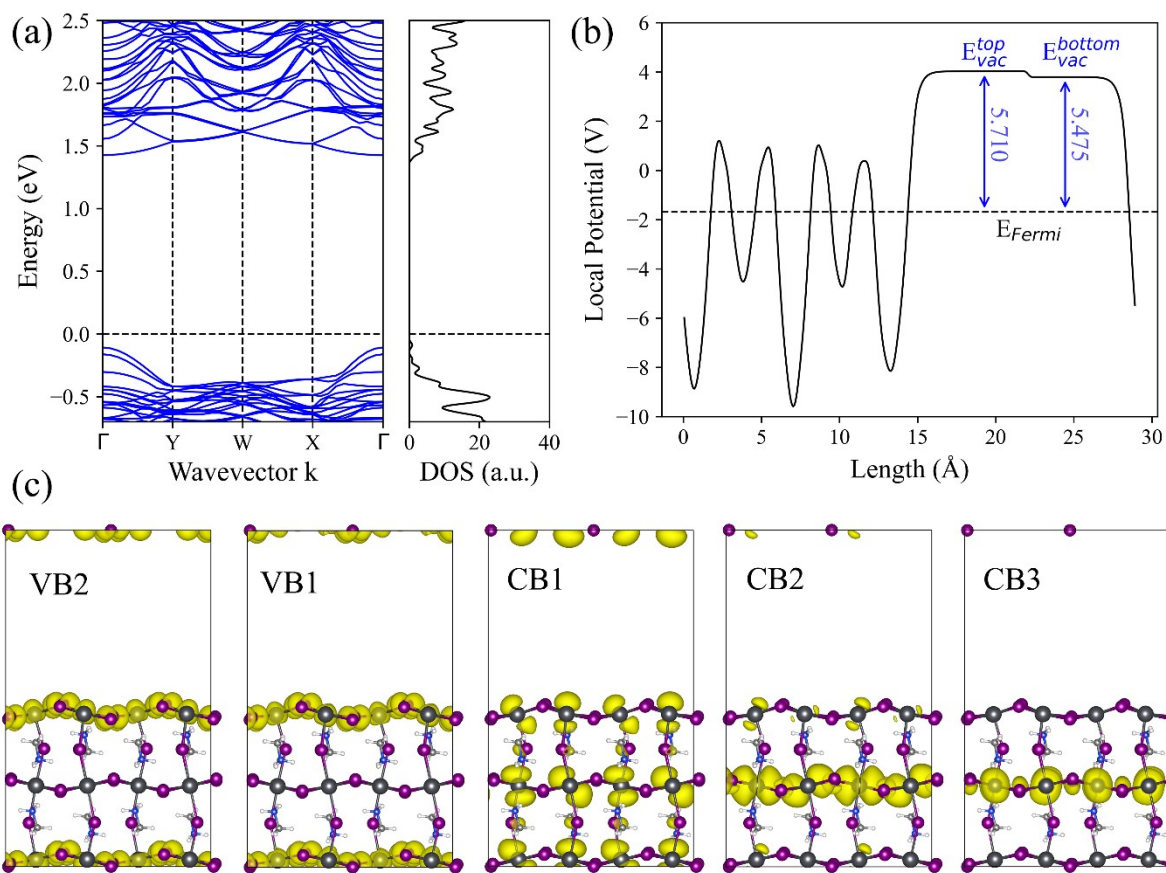 (a)
2.5
2.0
1.5
1.0
0.5
0.0
−0.5
Energy (eV)
Γ
Y
W
X
Γ
Wavevector k
0
20
40
DOS (a.u.)
(b)
6
4
2
0
−2
−4
−6
−8
−10
Local Potential (V)
E_vac^top
E_vac^bottom
5.710
5.475
E_Fermi
0
5
10
15
20
25
30
Length (Å)
(c)
VB2
VB1
CB1
CB2
CB3